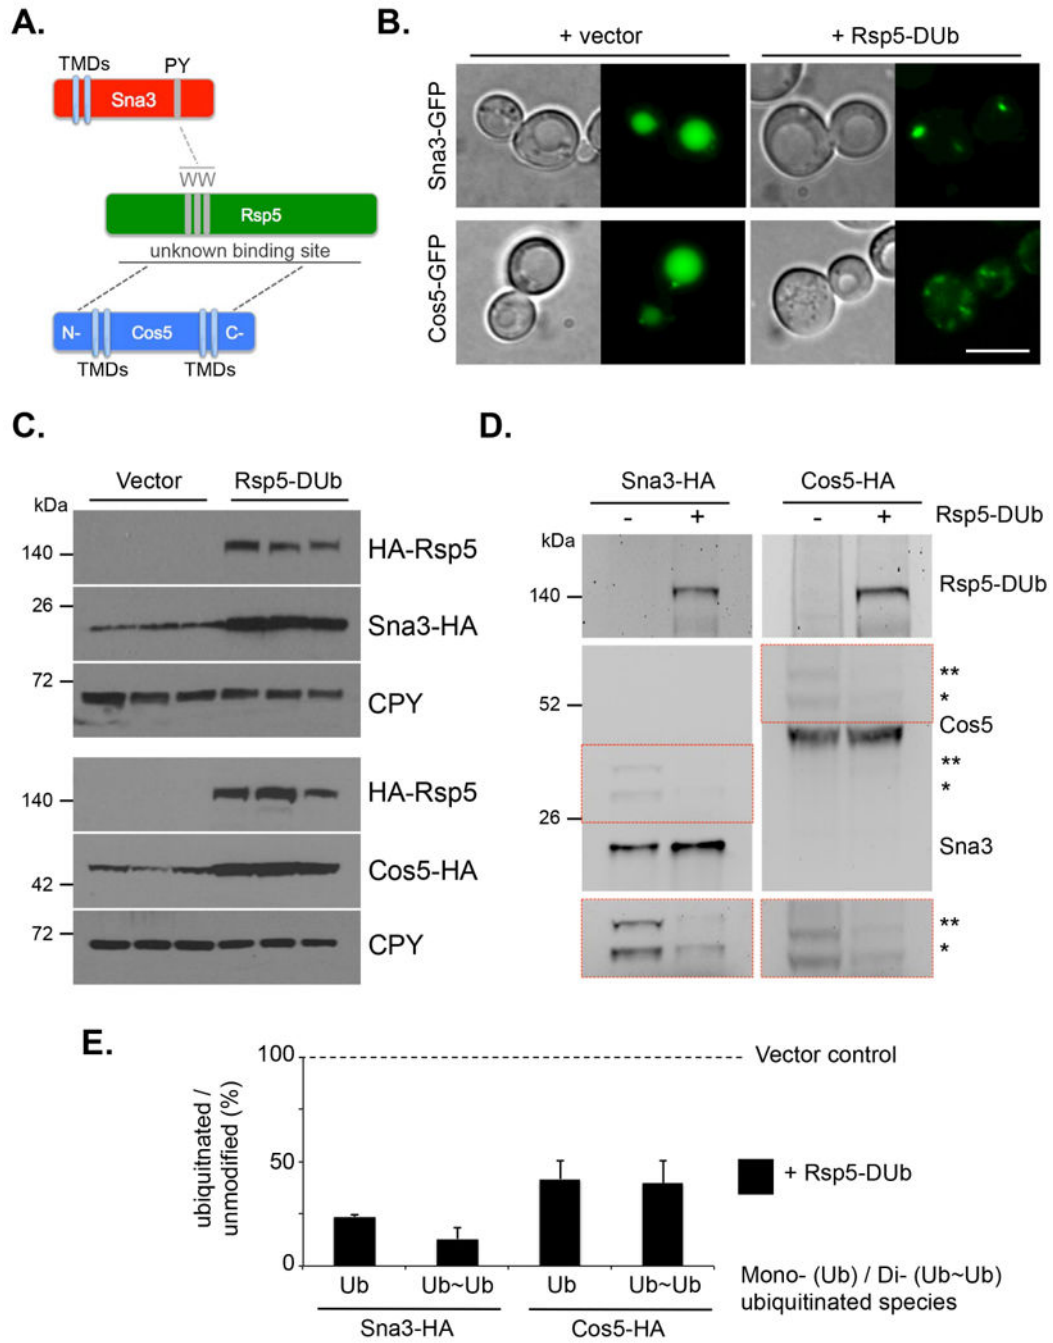 A.
TMDs
PY
Sna3
WW
Rsp5
unknown binding site
N-
Cos5
C-
TMDs
TMDs
B.
+ vector
+ Rsp5-DUb
Sna3-GFP
Cos5-GFP
C.
Vector
Rsp5-DUb
kDa
140
HA-Rsp5
26
Sna3-HA
72
CPY
140
HA-Rsp5
42
Cos5-HA
72
CPY
D.
Sna3-HA
Cos5-HA
- + - + Rsp5-DUb
kDa
140
Rsp5-DUb
**
*
52
Cos5
**
*
26
Sna3
**
*
E.
100
Vector control
ubiquitnated /
unmodified (%)
50
+ Rsp5-DUb
0
Ub Ub~Ub Ub Ub~Ub
Sna3-HA Cos5-HA
Mono- (Ub) / Di- (Ub~Ub)
ubiquitinated species